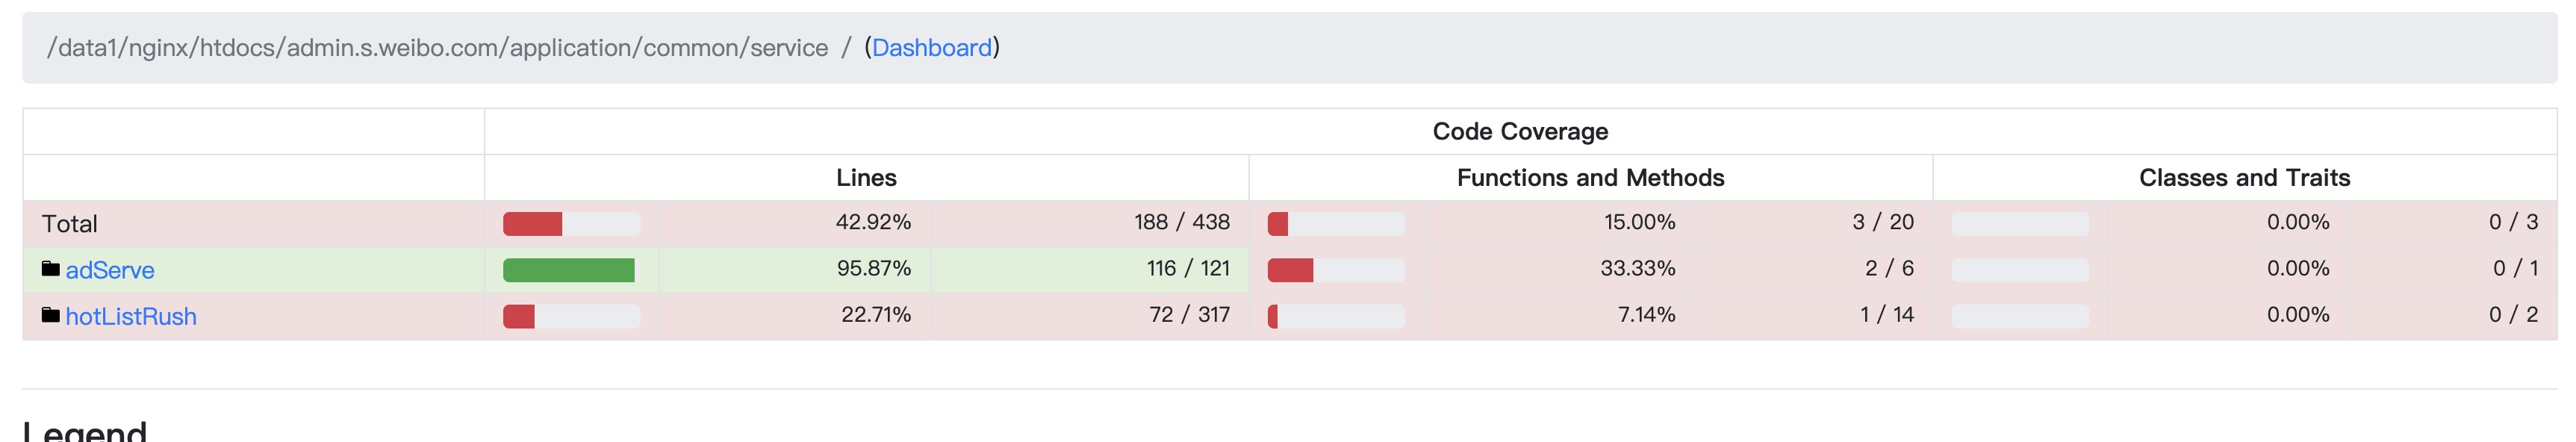 /data1/nginx/htdocs/admin.s.weibo.com/application/common/service / (Dashboard)
Code Coverage
Lines Functions and Methods Classes and Traits
Total 42.92% 188 / 438 15.00% 3 / 20 0.00% 0 / 3
adServe 95.87% 116 / 121 33.33% 2 / 6 0.00% 0 / 1
hotListRush 22.71% 72 / 317 7.14% 1 / 14 0.00% 0 / 2
Legend